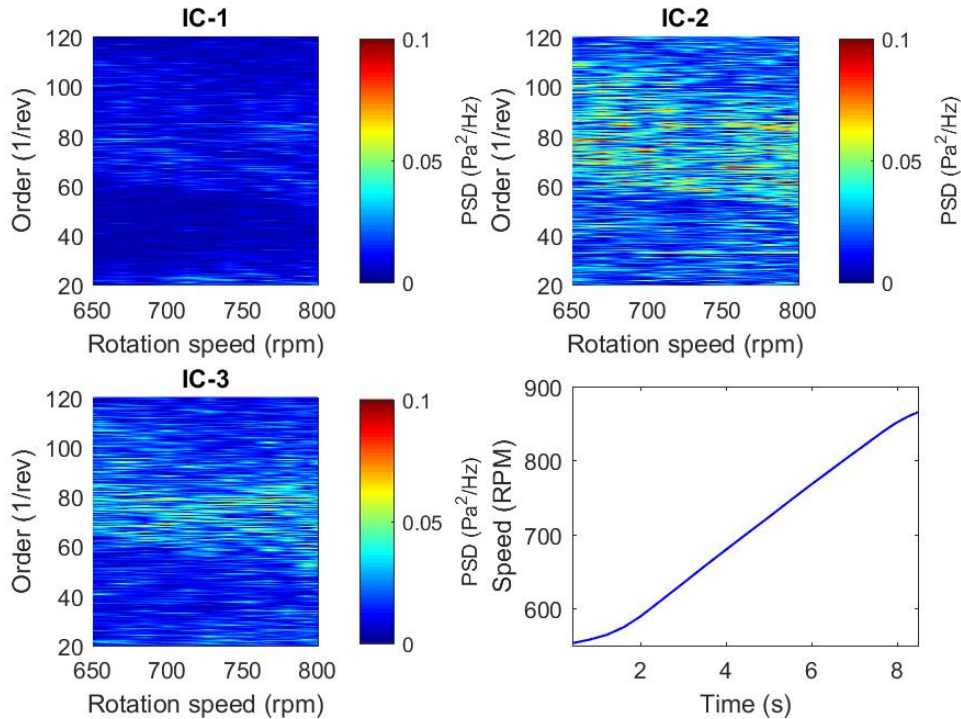 IC-1
120
100
80
60
40
20
Order (1/rev)
650 700 750 800
Rotation speed (rpm)
0.1
0.05
0
PSD (Pa²/Hz)
IC-2
120
100
80
60
40
20
Order (1/rev)
650 700 750 800
Rotation speed (rpm)
0.1
0.05
0
PSD (Pa²/Hz)
IC-3
120
100
80
60
40
20
Order (1/rev)
650 700 750 800
Rotation speed (rpm)
0.1
0.05
0
PSD (Pa²/Hz)
900
800
700
600
Speed (RPM)
2 4 6 8
Time (s)